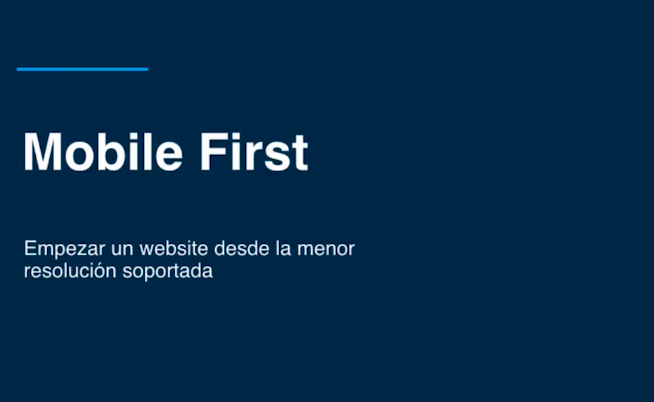 Mobile First
Empezar un website desde la menor
resolución soportada